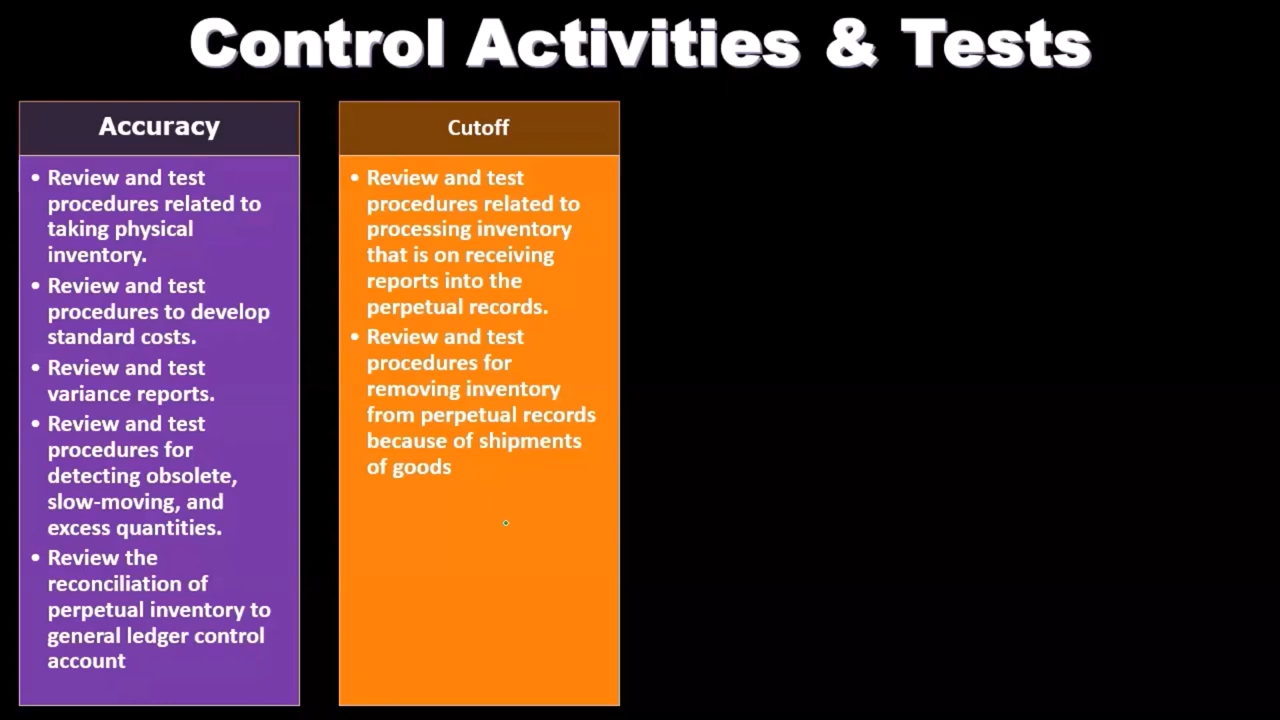 Control Activities & Tests
Accuracy
• Review and test
procedures related to
taking physical
inventory.
• Review and test
procedures to develop
standard costs.
• Review and test
variance reports.
• Review and test
procedures for
detecting obsolete,
slow-moving, and
excess quantities.
• Review the
reconciliation of
perpetual inventory to
general ledger control
account
Cutoff
• Review and test
procedures related to
processing inventory
that is on receiving
reports into the
perpetual records.
• Review and test
procedures for
removing inventory
from perpetual records
because of shipments
of goods